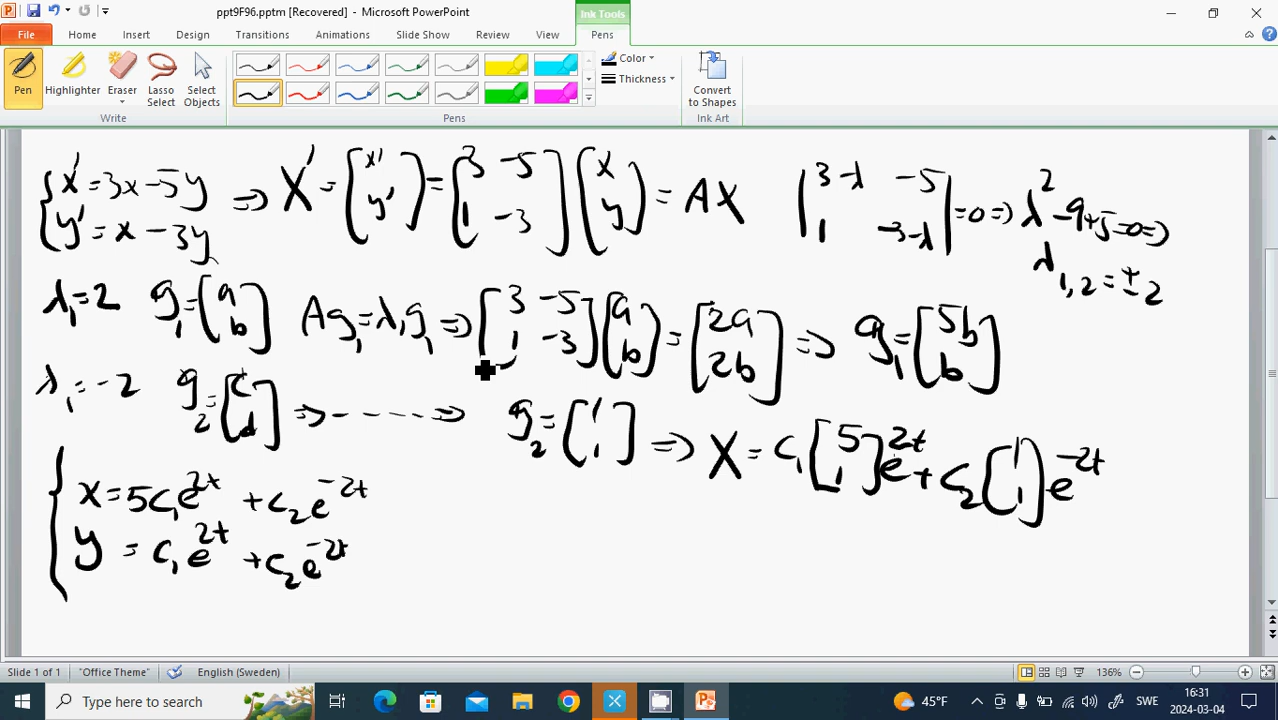 ppt9F96.pptm [Recovered] - Microsoft PowerPoint
Ink Tools
File Home Insert Design Transitions Animations Slide Show Review View Pens
Pen Highlighter Eraser Lasso Select Select Objects Color Thickness Convert to Shapes
Write Pens Ink Art
{ x' = 3x - 5y
y' = x - 3y
=> X' = [x' y'] = [3 -5 1 -3] [x y] = AX
|3-λ -5 1 -3-λ| = 0 => λ² - 9 + 5 = 0 =>
λ1,2 = ± 2
λ1 = 2 g1 = [a b] Ag1 = λ1g1 => [3 -5 1 -3] [a b] = [2a 2b] => g1 = [5b b]
λ1 = -2 g2 = [c d] => - - - - - => g2 = [1 1] => X = c1 [5 1] e^2t + c2 [1 1] e^-2t
{ x = 5c1e^2t + c2e^-2t
y = c1e^2t + c2e^-2t
Slide 1 of 1 "Office Theme" English (Sweden) 136%
Type here to search 45°F SWE 16:31
2024-03-04